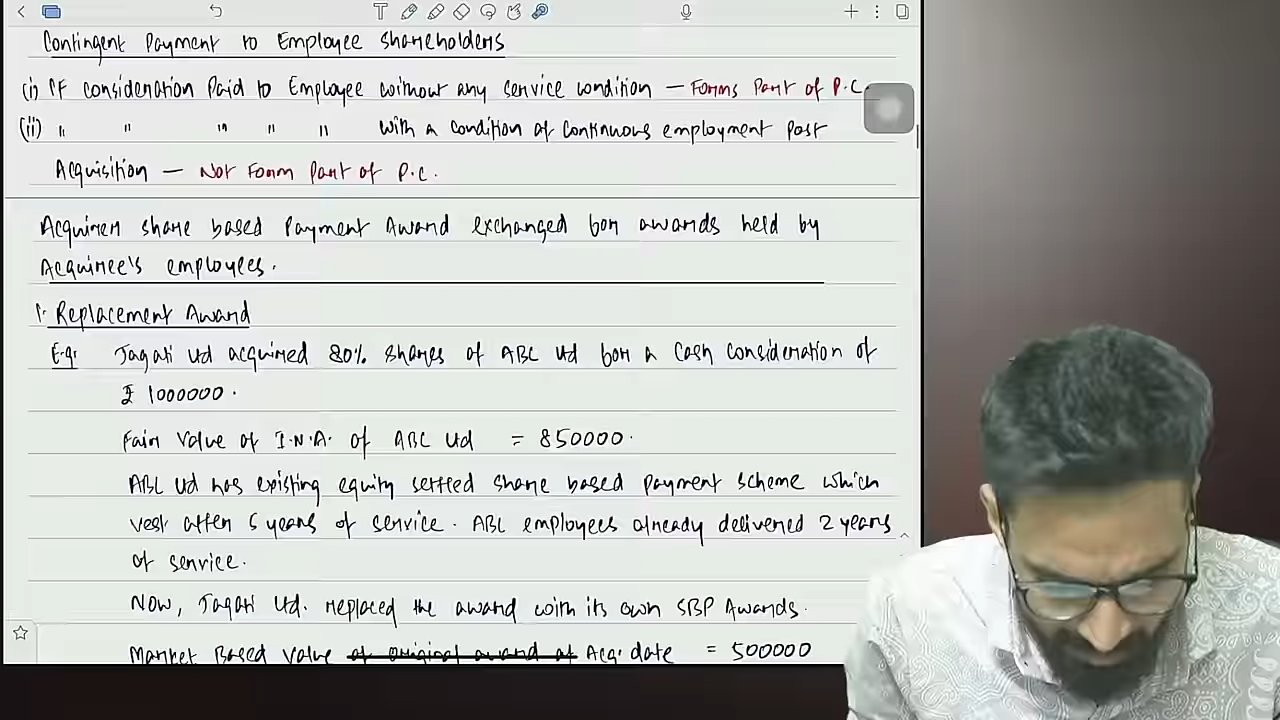 Contingent Payment to Employee shareholders
(i) If consideration Paid to Employee without any service condition — Forms Part of P.C.
(ii) " " " " " With a condition of continuous employment post
Acquisition — Not Form Part of P.C.
Acquirer share based Payment Award exchanged for awards held by
Acquiree's employees.
1. Replacement Award
E.g: Jagati Ltd acquired 80% shares of ABC Ltd for a cash consideration of
₹ 1000000.
Fair Value of I.N.A. of ABC Ltd = 850000.
ABC Ltd has existing equity settled share based payment scheme which
vest after 5 years of service. ABC employees already delivered 2 years
of service.
Now, Jagati Ltd. replaced the award with its own SBP Awards.
Market Based Value of original award at Acq. date = 500000